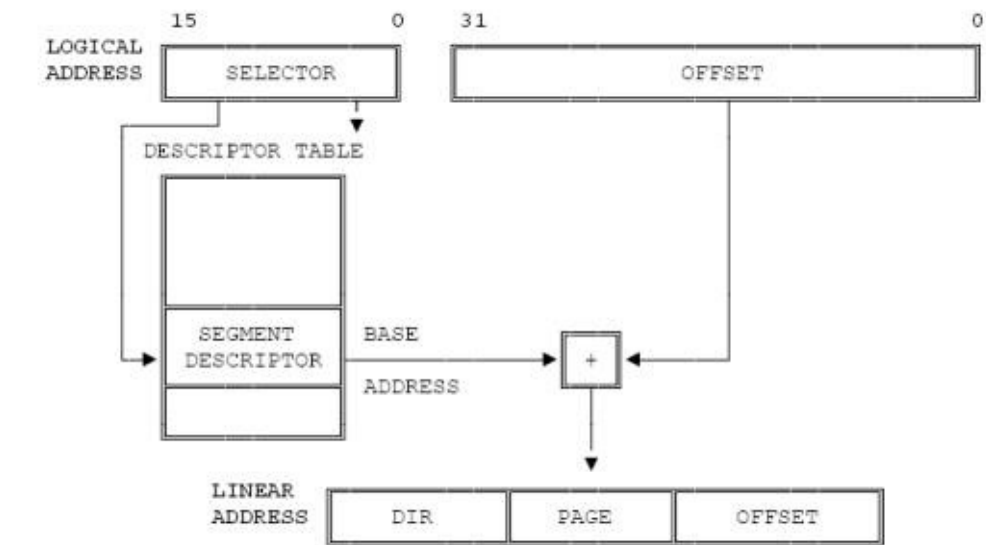 15 0 31 0
LOGICAL
ADDRESS
SELECTOR
OFFSET
DESCRIPTOR TABLE
SEGMENT
DESCRIPTOR
BASE
ADDRESS
+
LINEAR
ADDRESS
DIR PAGE OFFSET